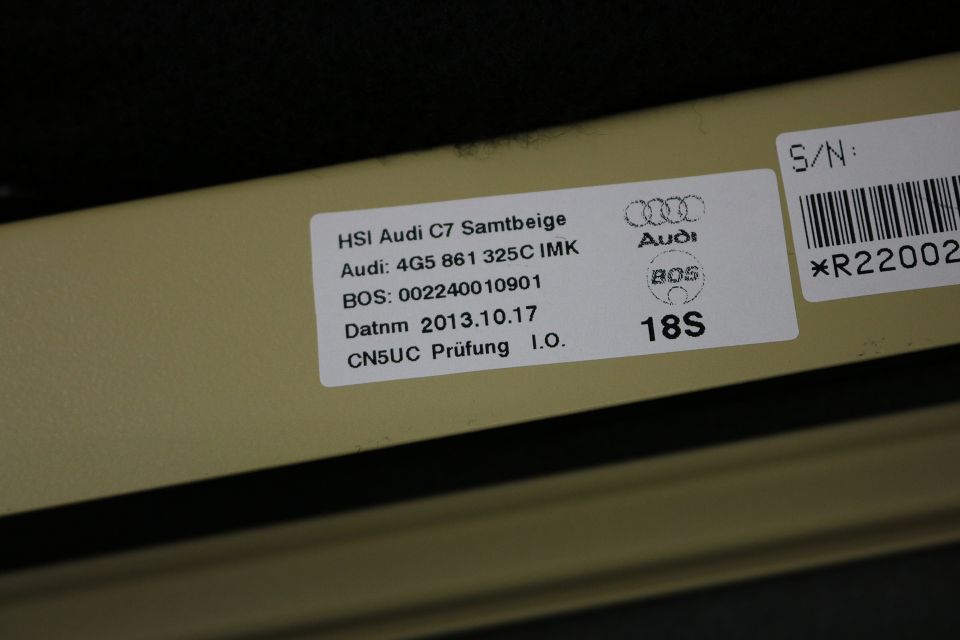 HSI Audi C7 Samtbeige
Audi: 4G5 861 325C IMK
BOS: 002240010901
Datnm 2013.10.17
CN5UC Prüfung I.O.
Audi
BOS
18S
S/N:
*R22002